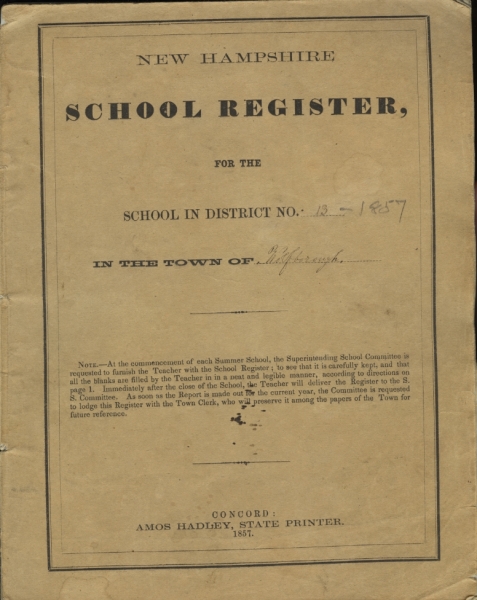 NEW HAMPSHIRE
SCHOOL REGISTER,
FOR THE
SCHOOL IN DISTRICT NO. 13 - 1857
IN THE TOWN OF Wolfborough.
NOTE.—At the commencement of each Summer School, the Superintending School Committee is
requested to furnish the Teacher with the School Register; to see that it is carefully kept, and that
all the blanks are filled by the Teacher in in a neat and legible manner, according to directions on
page 1. Immediately after the close of the School, the Teacher will deliver the Register to the S.
S. Committee. As soon as the Report is made out for the current year, the Committee is requested
to lodge this Register with the Town Clerk, who will preserve it among the papers of the Town for
future reference.
CONCORD:
AMOS HADLEY, STATE PRINTER.
1857.